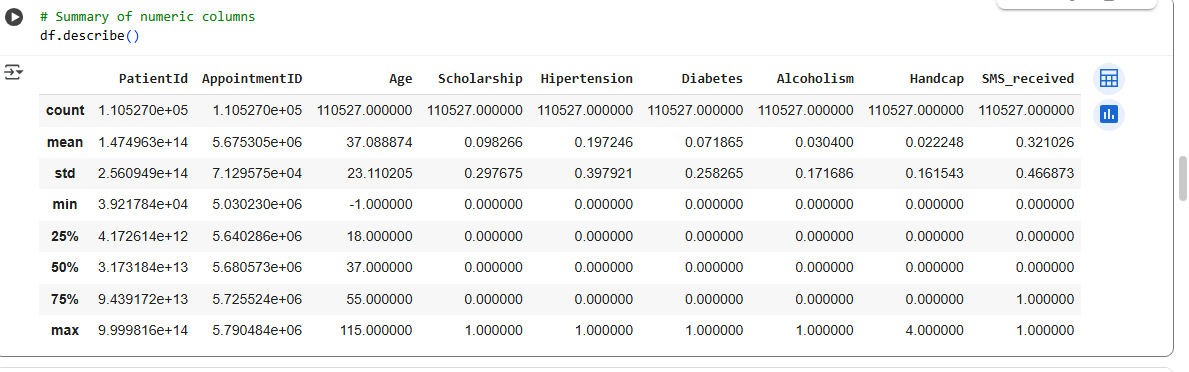 # Summary of numeric columns
df.describe()
PatientId AppointmentID Age Scholarship Hipertension Diabetes Alcoholism Handcap SMS_received
count 1.105270e+05 1.105270e+05 110527.000000 110527.000000 110527.000000 110527.000000 110527.000000 110527.000000 110527.000000
mean 1.474963e+14 5.675305e+06 37.088874 0.098266 0.197246 0.071865 0.030400 0.022248 0.321026
std 2.560949e+14 7.129575e+04 23.110205 0.297675 0.397921 0.258265 0.171686 0.161543 0.466873
min 3.921784e+04 5.030230e+06 -1.000000 0.000000 0.000000 0.000000 0.000000 0.000000 0.000000
25% 4.172614e+12 5.640286e+06 18.000000 0.000000 0.000000 0.000000 0.000000 0.000000 0.000000
50% 3.173184e+13 5.680573e+06 37.000000 0.000000 0.000000 0.000000 0.000000 0.000000 0.000000
75% 9.439172e+13 5.725524e+06 55.000000 0.000000 0.000000 0.000000 0.000000 0.000000 1.000000
max 9.999816e+14 5.790484e+06 115.000000 1.000000 1.000000 1.000000 1.000000 4.000000 1.000000